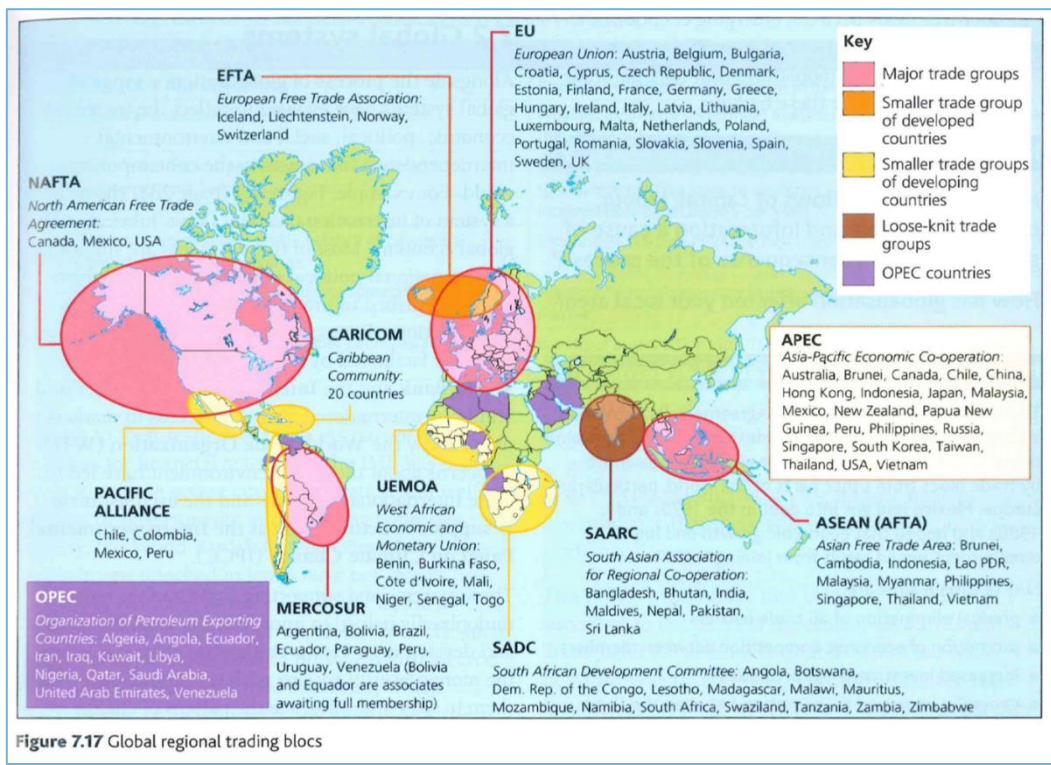 EU
European Union: Austria, Belgium, Bulgaria,
Croatia, Cyprus, Czech Republic, Denmark,
Estonia, Finland, France, Germany, Greece,
Hungary, Ireland, Italy, Latvia, Lithuania,
Luxembourg, Malta, Netherlands, Poland,
Portugal, Romania, Slovakia, Slovenia, Spain,
Sweden, UK
Key
Major trade groups
Smaller trade group
of developed
countries
Smaller trade groups
of developing
countries
Loose-knit trade
groups
OPEC countries
EFTA
European Free Trade Association:
Iceland, Liechtenstein, Norway,
Switzerland
NAFTA
North American Free Trade
Agreement:
Canada, Mexico, USA
CARICOM
Caribbean
Community:
20 countries
APEC
Asia-Pacific Economic Co-operation:
Australia, Brunei, Canada, Chile, China,
Hong Kong, Indonesia, Japan, Malaysia,
Mexico, New Zealand, Papua New
Guinea, Peru, Philippines, Russia,
Singapore, South Korea, Taiwan,
Thailand, USA, Vietnam
PACIFIC
ALLIANCE
Chile, Colombia,
Mexico, Peru
UEMOA
West African
Economic and
Monetary Union:
Benin, Burkina Faso,
Côte d'Ivoire, Mali,
Niger, Senegal, Togo
SAARC
South Asian Association
for Regional Co-operation:
Bangladesh, Bhutan, India,
Maldives, Nepal, Pakistan,
Sri Lanka
ASEAN (AFTA)
Asian Free Trade Area: Brunei,
Cambodia, Indonesia, Lao PDR,
Malaysia, Myanmar, Philippines,
Singapore, Thailand, Vietnam
OPEC
Organization of Petroleum Exporting
Countries: Algeria, Angola, Ecuador,
Iran, Iraq, Kuwait, Libya,
Nigeria, Qatar, Saudi Arabia,
United Arab Emirates, Venezuela
MERCOSUR
Argentina, Bolivia, Brazil,
Ecuador, Paraguay, Peru,
Uruguay, Venezuela (Bolivia
and Equador are associates
awaiting full membership)
SADC
South African Development Committee: Angola, Botswana,
Dem. Rep. of the Congo, Lesotho, Madagascar, Malawi, Mauritius,
Mozambique, Namibia, South Africa, Swaziland, Tanzania, Zambia, Zimbabwe
Figure 7.17 Global regional trading blocs